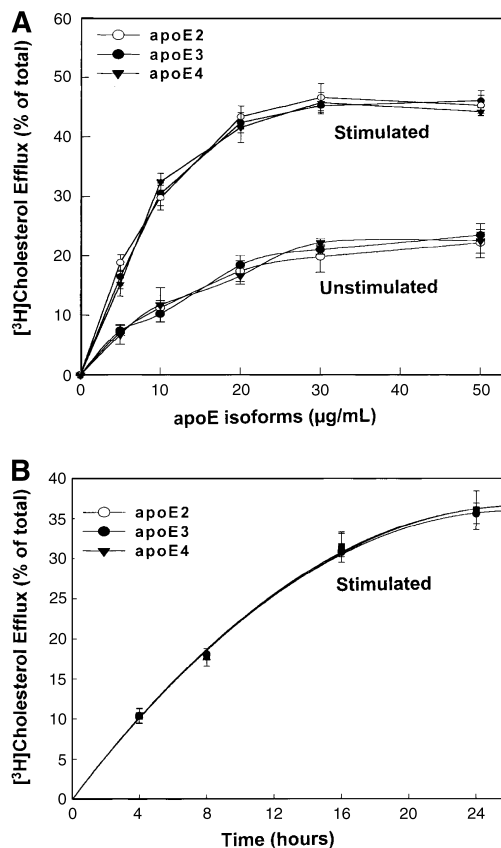 A
apoE2
apoE3
apoE4
60
50
40
30
20
10
0
Stimulated
Unstimulated
[³H]Cholesterol Efflux (% of total)
0 10 20 30 40 50
apoE isoforms (µg/mL)
B
apoE2
apoE3
apoE4
40
35
30
25
20
15
10
5
0
Stimulated
[³H]Cholesterol Efflux (% of total)
0 4 8 12 16 20 24
Time (hours)